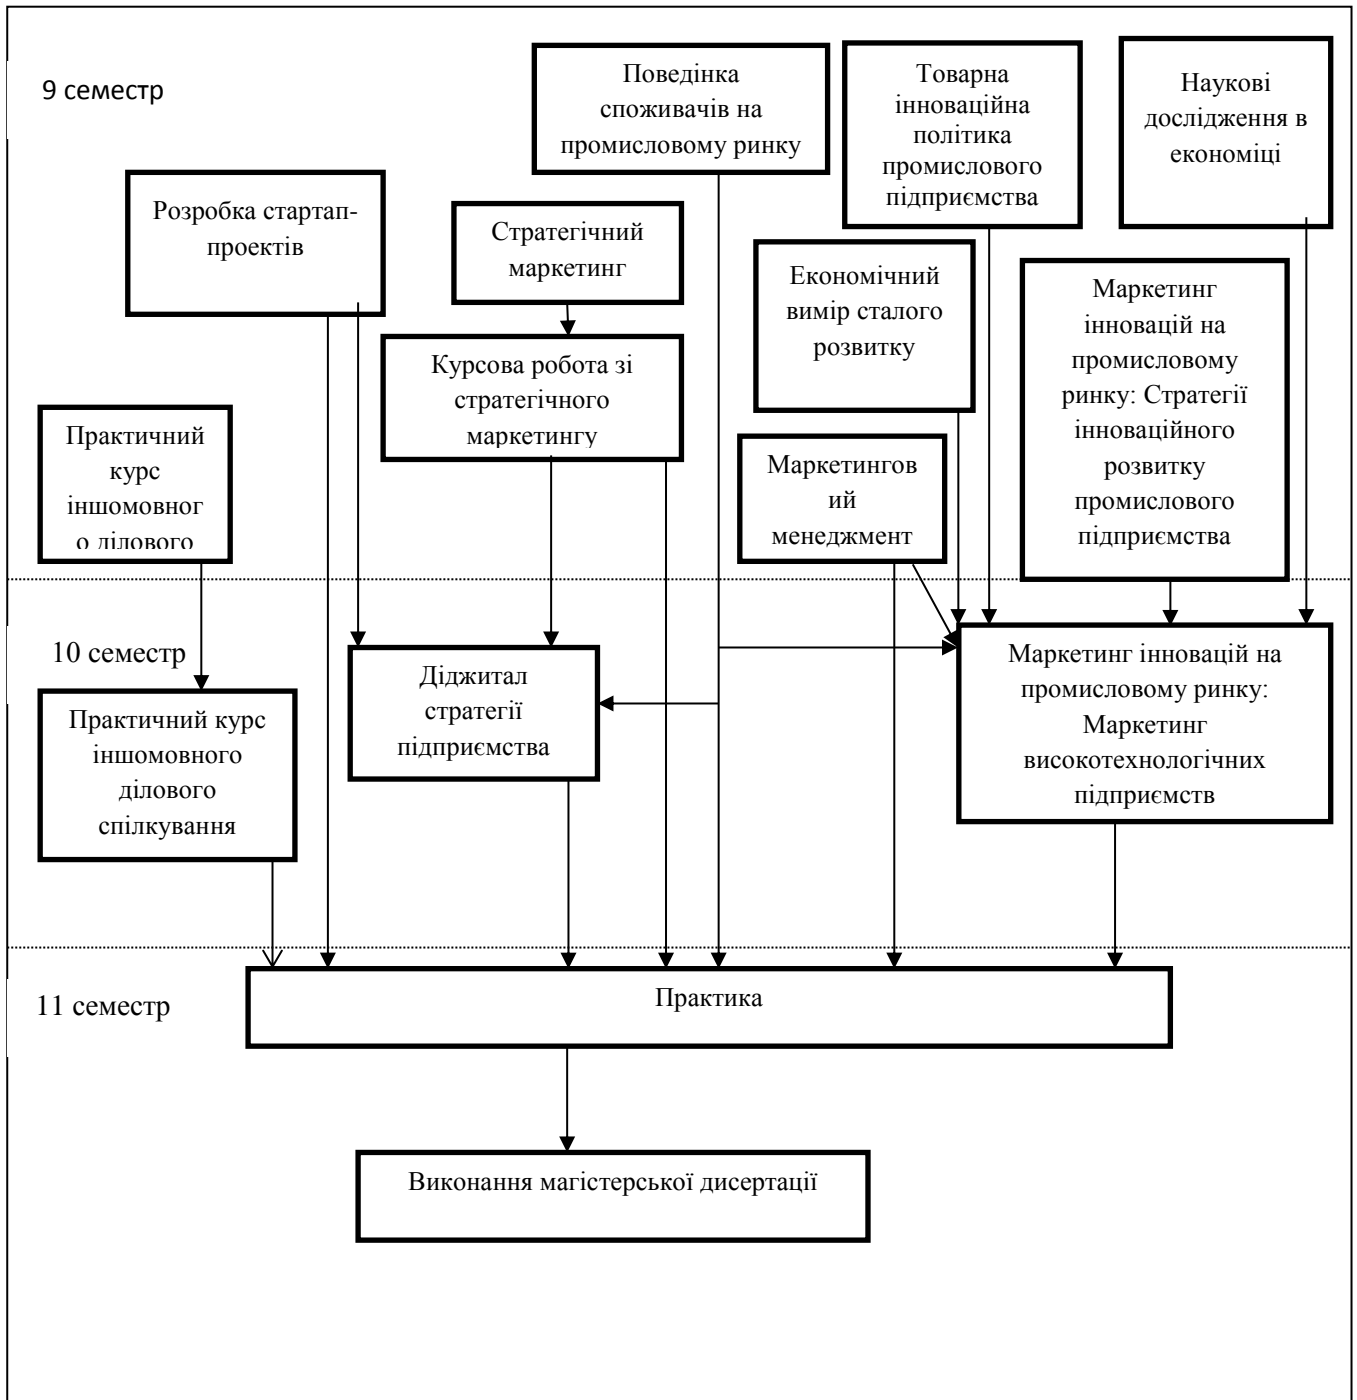 9 семестр
Поведінка
споживачів на
промисловому ринку
Товарна
інноваційна
політика
промислового
підприємства
Наукові
дослідження в
економіці
Розробка стартап-
проектів
Стратегічний
маркетинг
Економічний
вимір сталого
розвитку
Маркетинг
інновацій на
промисловому
ринку: Стратегії
інноваційного
розвитку
промислового
підприємства
Курсова робота зі
стратегічного
маркетингу
Практичний
курс
іншомовног
о ділового
Маркетингов
ий
менеджмент
10 семестр
Практичний курс
іншомовного
ділового
спілкування
Діджитал
стратегії
підприємства
Маркетинг інновацій на
промисловому ринку:
Маркетинг
високотехнологічних
підприємств
11 семестр
Практика
Виконання магістерської дисертації